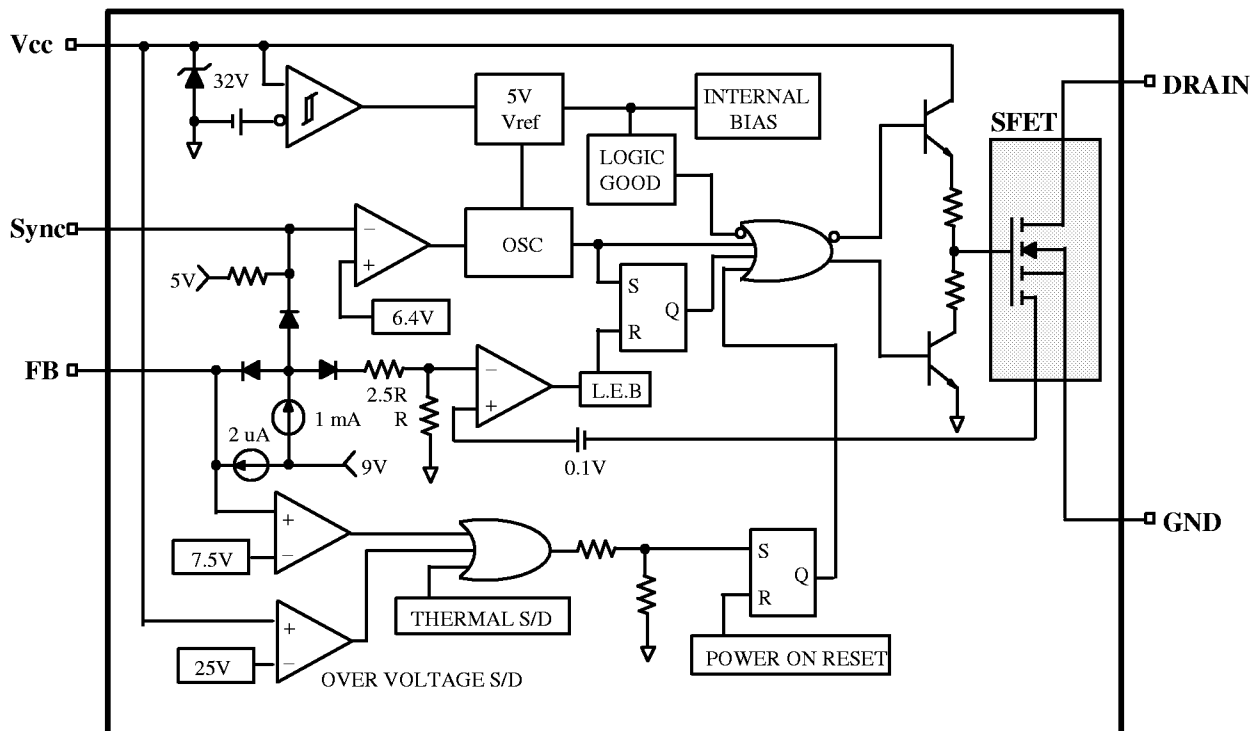 Vcc
32V
5V
Vref
INTERNAL
BIAS
DRAIN
SFET
LOGIC
GOOD
Sync
−
+
OSC
5V
6.4V
S
Q
R
FB
2.5R
R
−
+
L.E.B
1 mA
2 uA
9V
0.1V
+
−
7.5V
GND
S
Q
R
THERMAL S/D
+
−
25V
OVER VOLTAGE S/D
POWER ON RESET